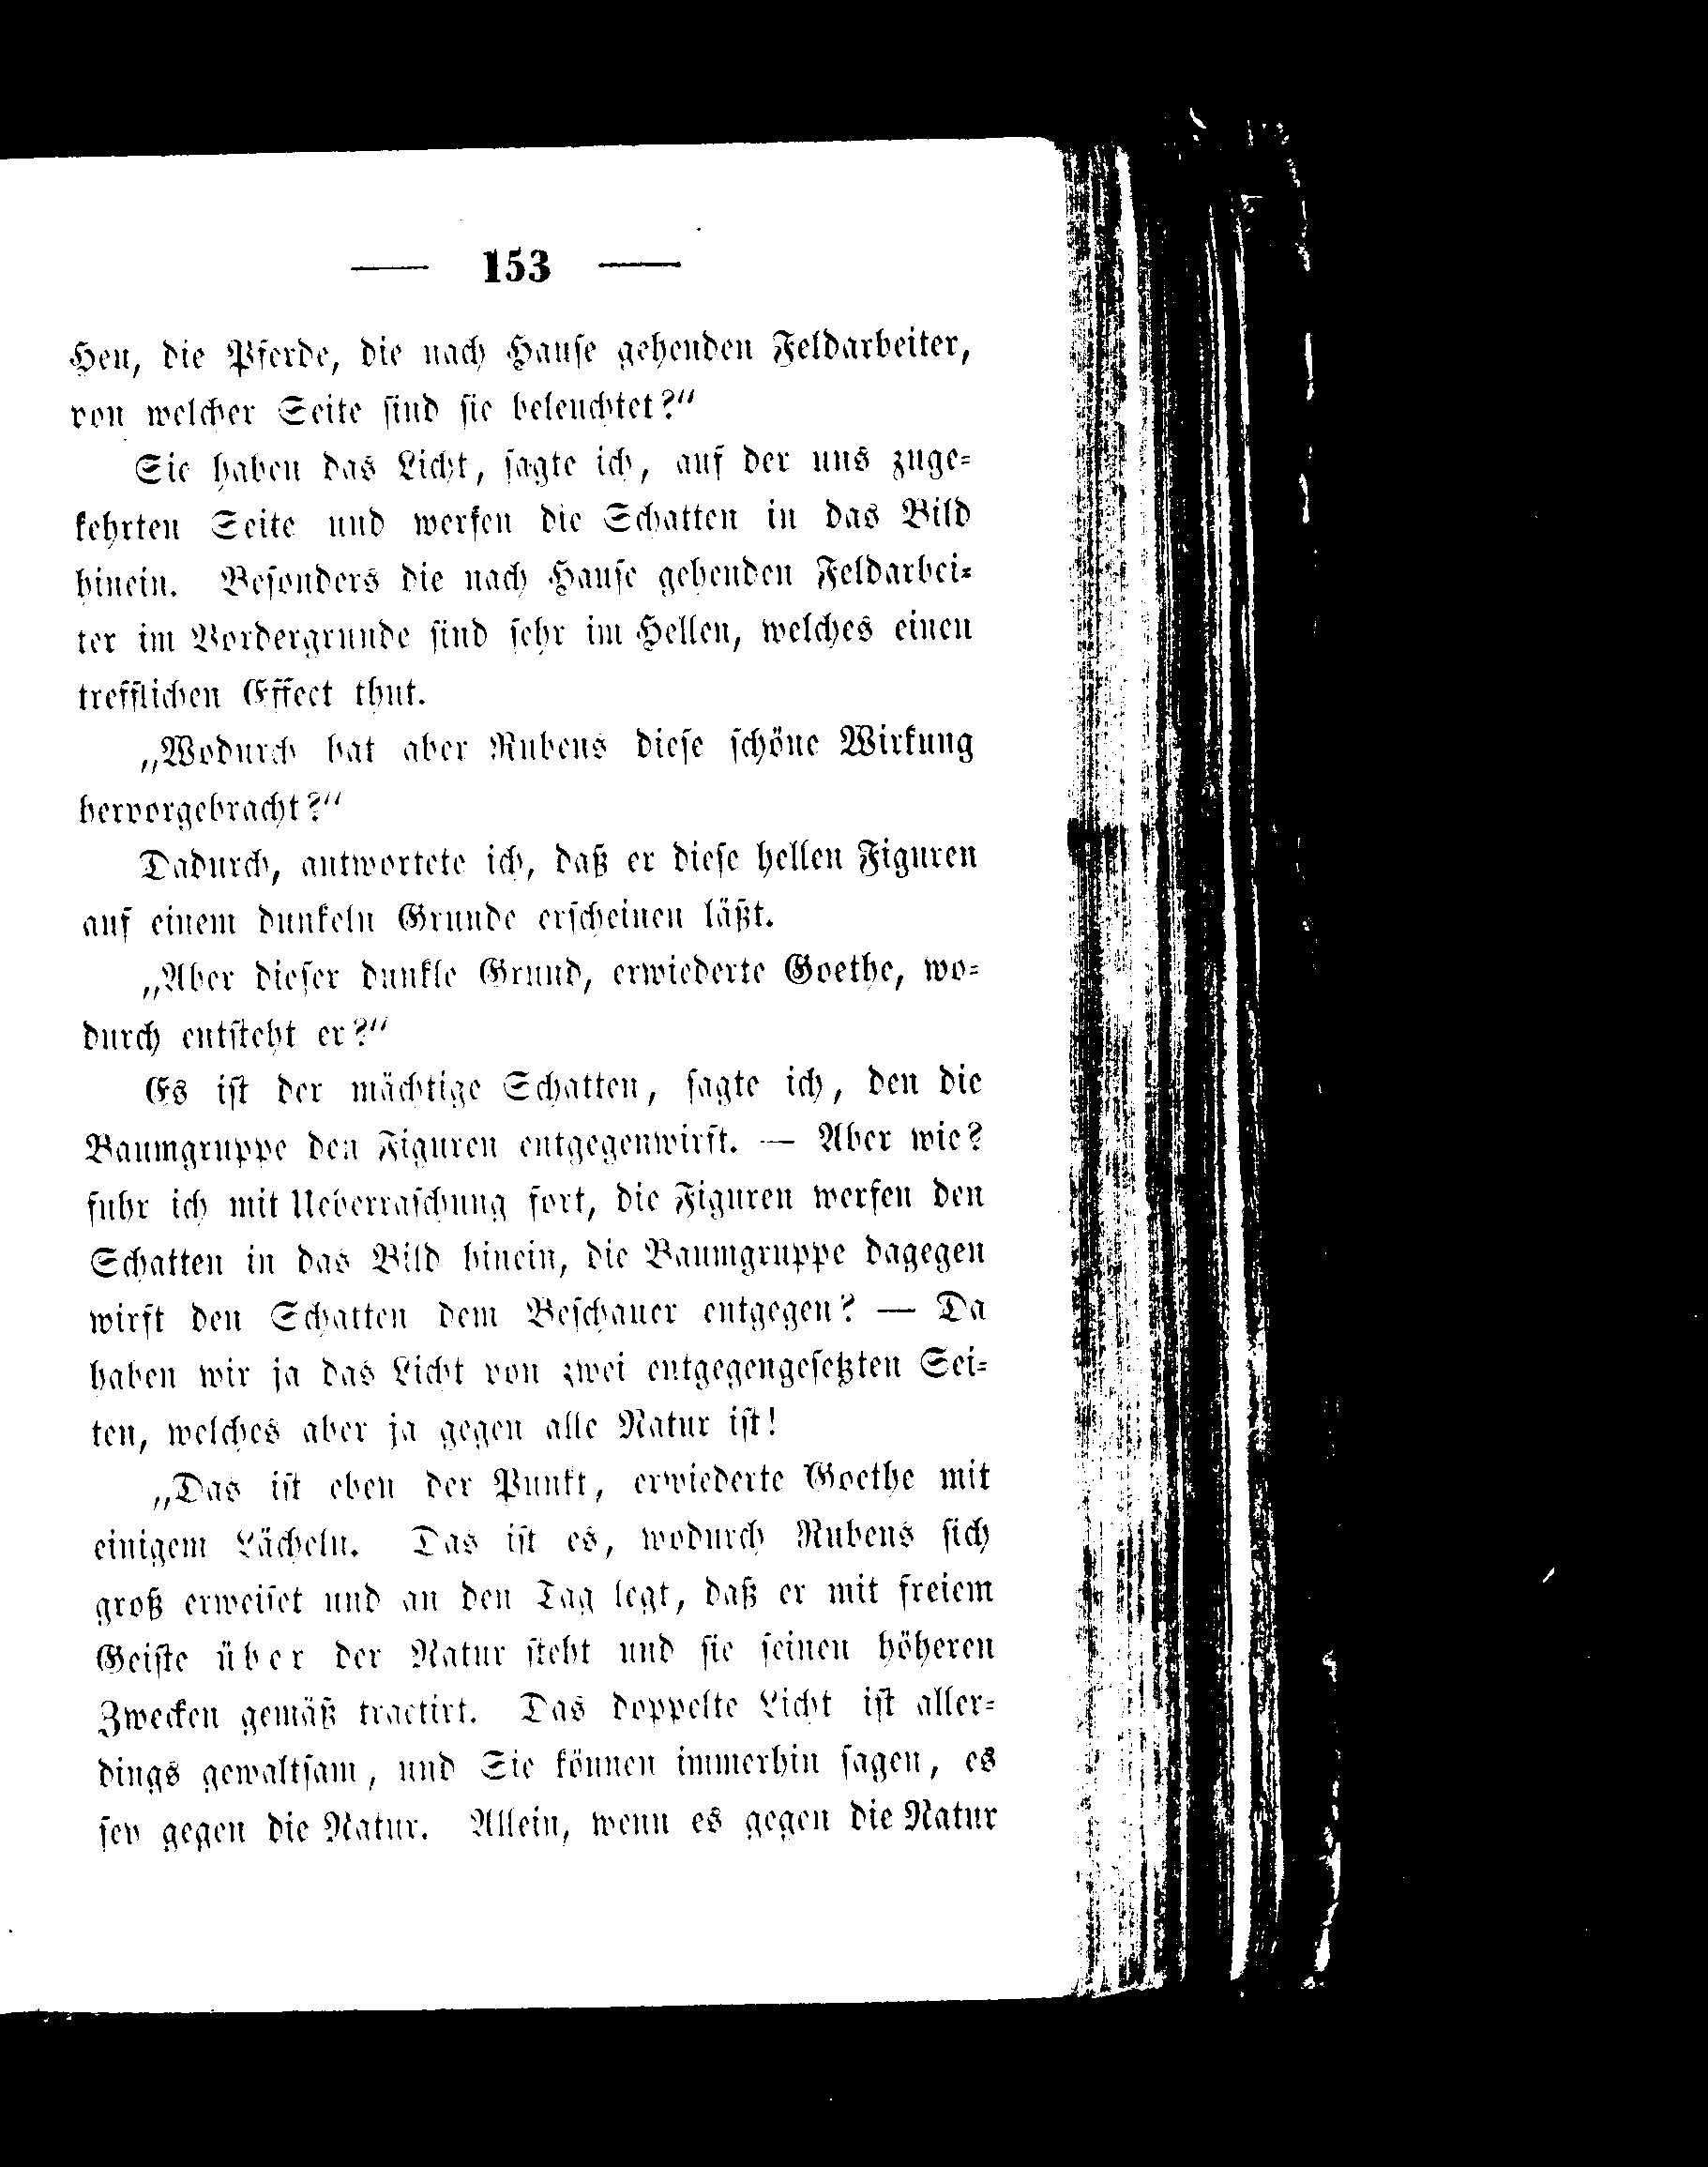 — 153 —
Heu, die Pferde, die nach Hause gehenden Feldarbeiter,
von welcher Seite sind sie beleuchtet?“
Sie haben das Licht, sagte ich, auf der uns zuge=
kehrten Seite und werfen die Schatten in das Bild
hinein. Besonders die nach Hause gehenden Feldarbei=
ter im Vordergrunde sind sehr im Hellen, welches einen
trefflichen Effect thut.
„Wodurch hat aber Rubens diese schöne Wirkung
hervorgebracht?“
Dadurch, antwortete ich, daß er diese hellen Figuren
auf einem dunkeln Grunde erscheinen läßt.
„Aber dieser dunkle Grund, erwiederte Goethe, wo=
durch entsteht er?“
Es ist der mächtige Schatten, sagte ich, den die
Baumgruppe den Figuren entgegenwirft. — Aber wie?
fuhr ich mit Ueberraschung fort, die Figuren werfen den
Schatten in das Bild hinein, die Baumgruppe dagegen
wirft den Schatten dem Beschauer entgegen? — Da
haben wir ja das Licht von zwei entgegengesetzten Sei=
ten, welches aber ja gegen alle Natur ist!
„Das ist eben der Punkt, erwiederte Goethe mit
einigem Lächeln. Das ist es, wodurch Rubens sich
groß erweiset und an den Tag legt, daß er mit freiem
Geiste über der Natur steht und sie seinen höheren
Zwecken gemäß tractirt. Das doppelte Licht ist aller=
dings gewaltsam, und Sie können immerhin sagen, es
sey gegen die Natur. Allein, wenn es gegen die Natur